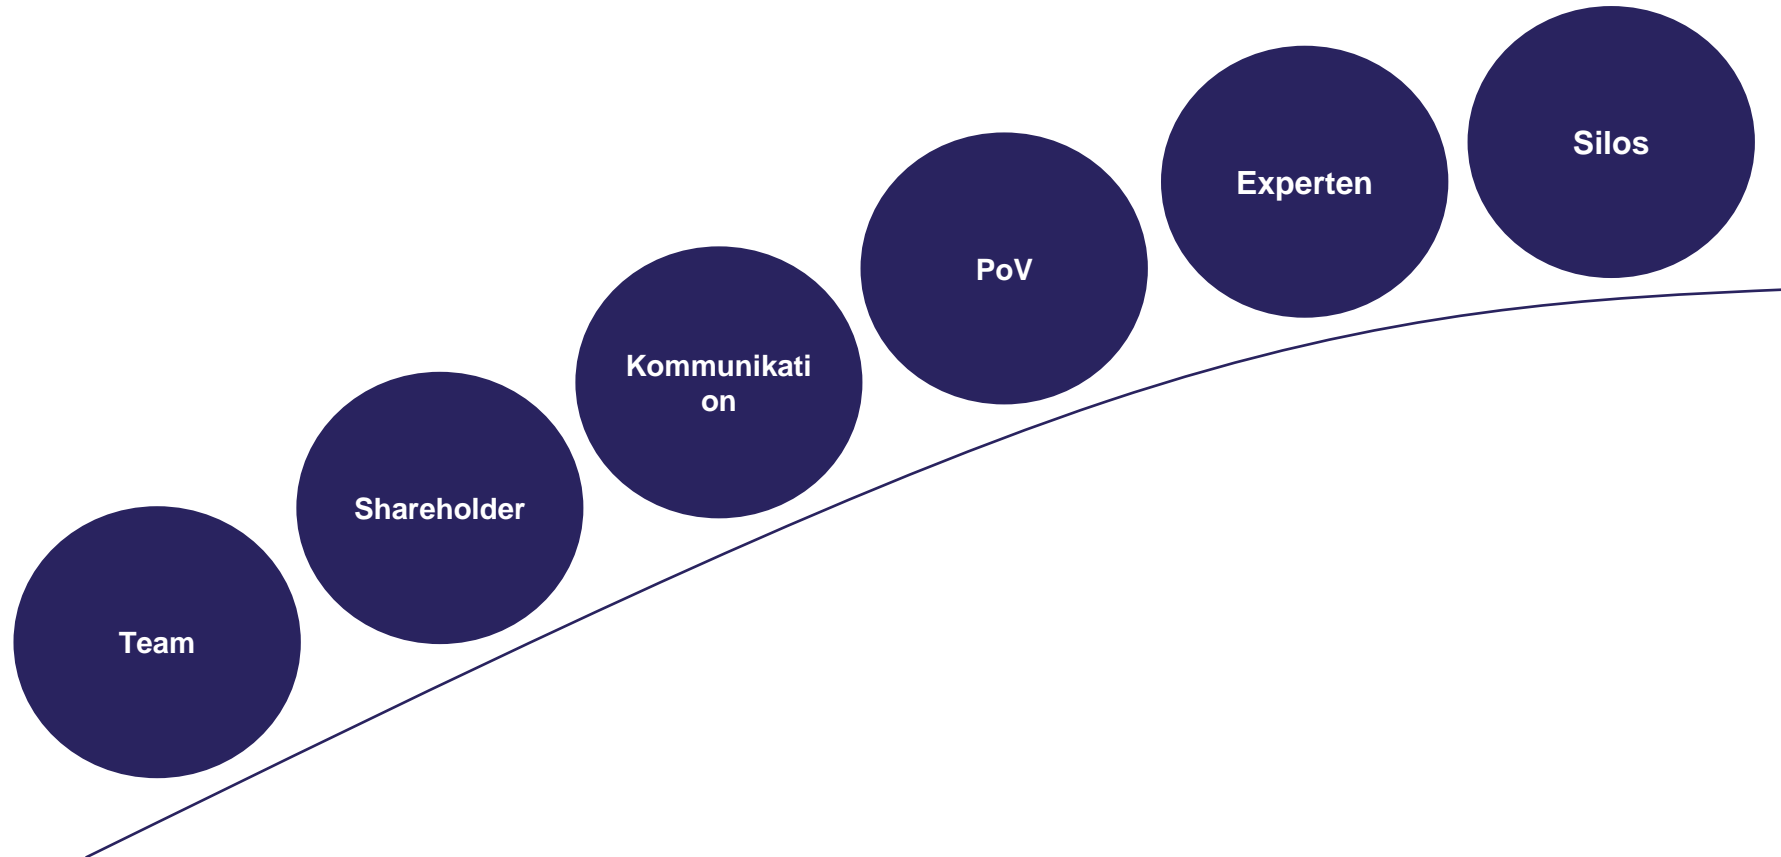 Team
Shareholder
Kommunikati
on
PoV
Experten
Silos